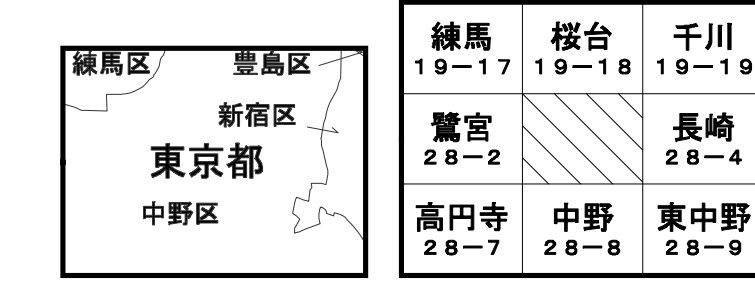 練馬区 豊島区
新宿区
東京都
中野区
練馬 桜台 千川
19－17 19－18 19－19
鷺宮 長崎
28－2 28－4
高円寺 中野 東中野
28－7 28－8 28－9